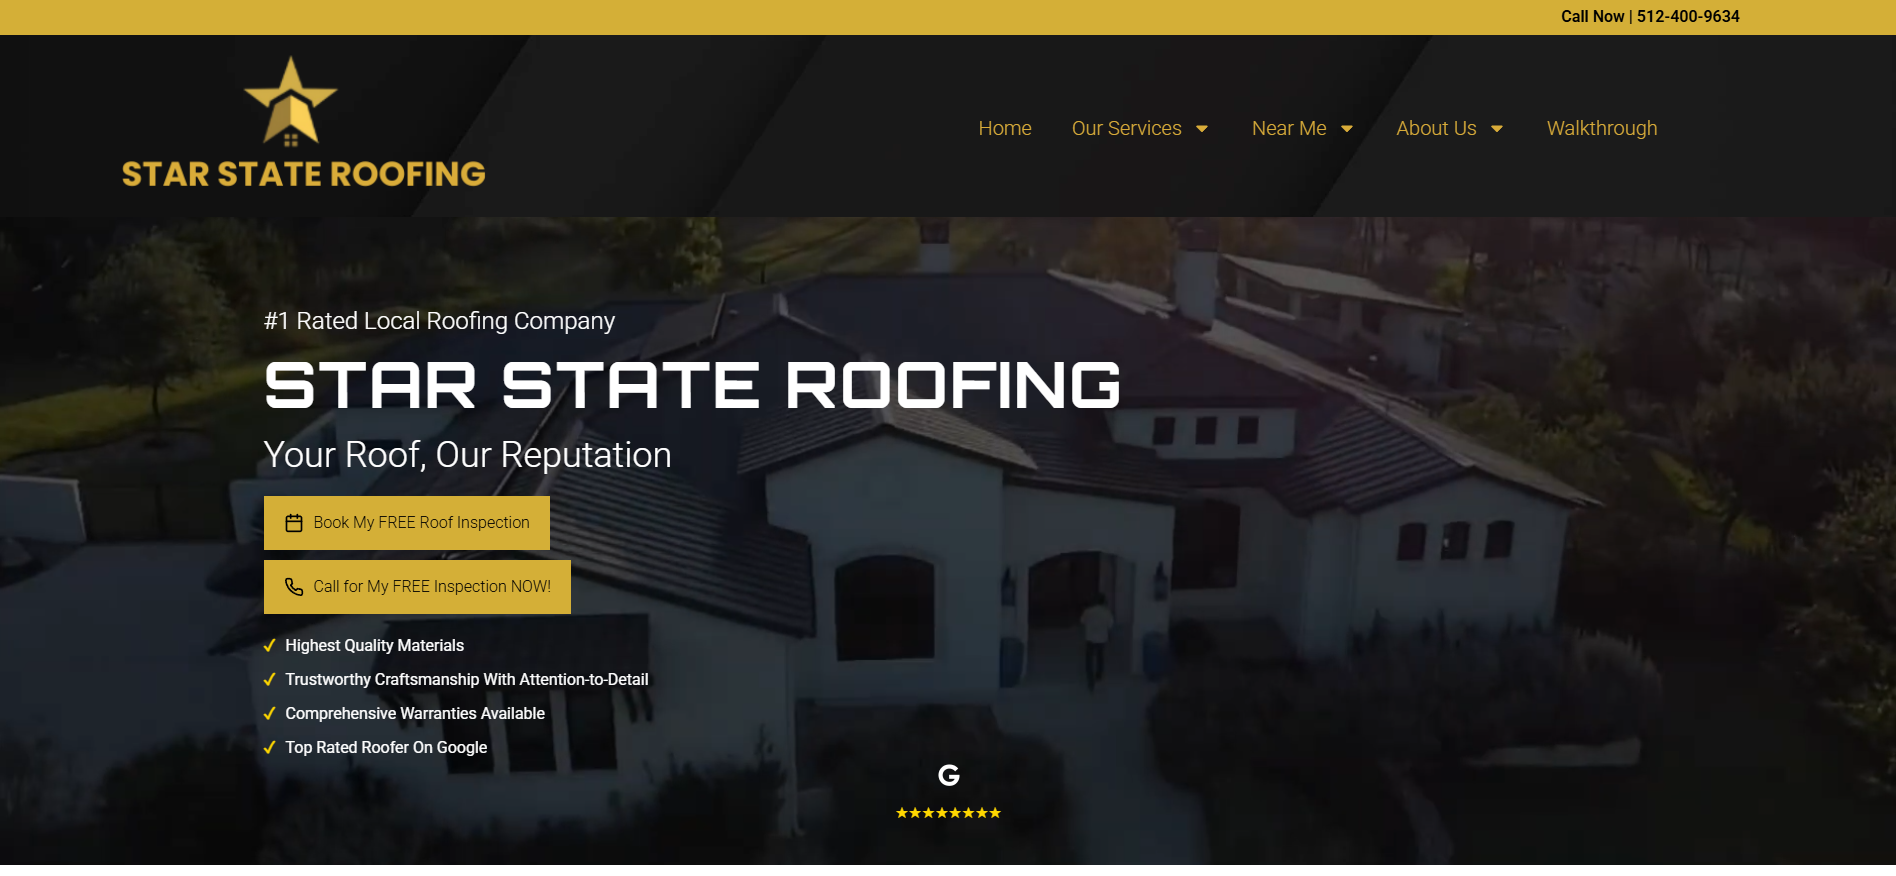 Call Now | 512-400-9634
STAR STATE ROOFING
Home Our Services Near Me About Us Walkthrough
#1 Rated Local Roofing Company
STAR STATE ROOFING
Your Roof, Our Reputation
Book My FREE Roof Inspection
Call for My FREE Inspection NOW!
Highest Quality Materials
Trustworthy Craftsmanship With Attention-to-Detail
Comprehensive Warranties Available
Top Rated Roofer On Google
G